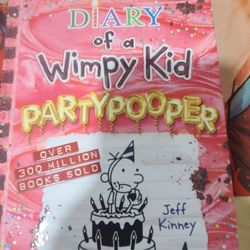 DIARY
of a
Wimpy Kid
PARTYPOOPER
OVER
300 MILLION
BOOKS SOLD
Jeff
Kinney